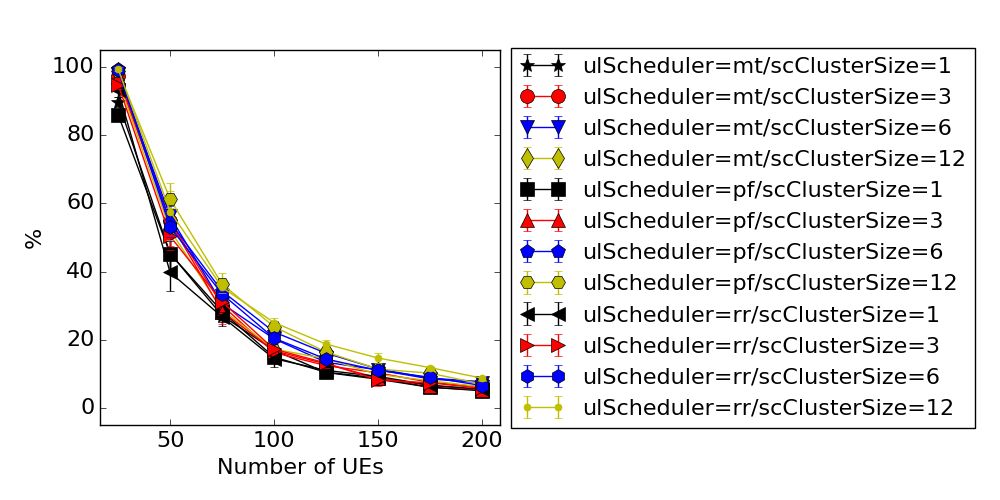 100
80
60
40
20
0
%
50
100
150
200
Number of UEs
ulScheduler=mt/scClusterSize=1
ulScheduler=mt/scClusterSize=3
ulScheduler=mt/scClusterSize=6
ulScheduler=mt/scClusterSize=12
ulScheduler=pf/scClusterSize=1
ulScheduler=pf/scClusterSize=3
ulScheduler=pf/scClusterSize=6
ulScheduler=pf/scClusterSize=12
ulScheduler=rr/scClusterSize=1
ulScheduler=rr/scClusterSize=3
ulScheduler=rr/scClusterSize=6
ulScheduler=rr/scClusterSize=12